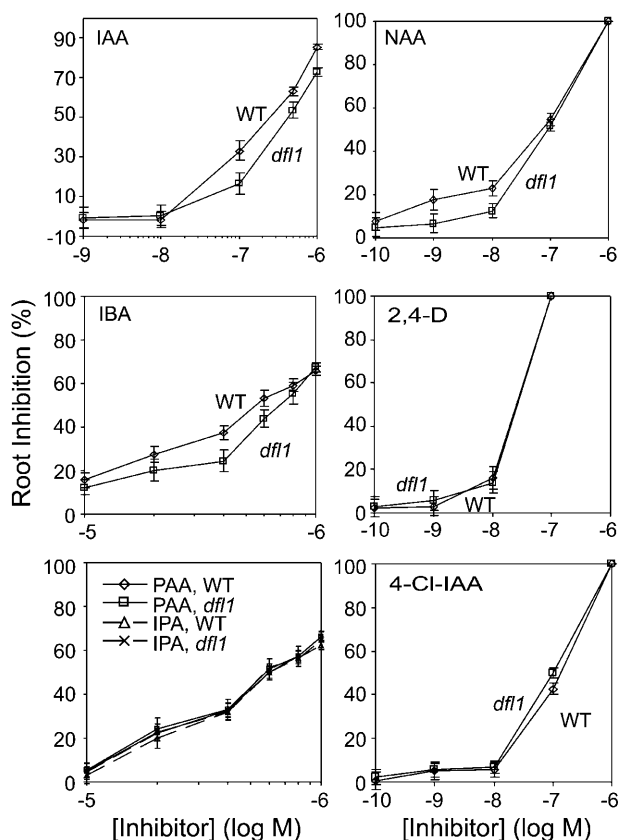 Root Inhibition (%)
IAA
90
70
50
30
10
-10
-9
-8
-7
-6
WT
dfl1
NAA
100
80
60
40
20
0
-10
-9
-8
-7
-6
WT
dfl1
IBA
100
80
60
40
20
0
-5
-6
WT
dfl1
2,4-D
100
80
60
40
20
0
-10
-9
-8
-7
-6
dfl1
WT
100
80
60
40
20
0
-5
-6
PAA, WT
PAA, dfl1
IPA, WT
IPA, dfl1
[Inhibitor] (log M)
4-Cl-IAA
100
80
60
40
20
0
-10
-9
-8
-7
-6
dfl1
WT
[Inhibitor] (log M)